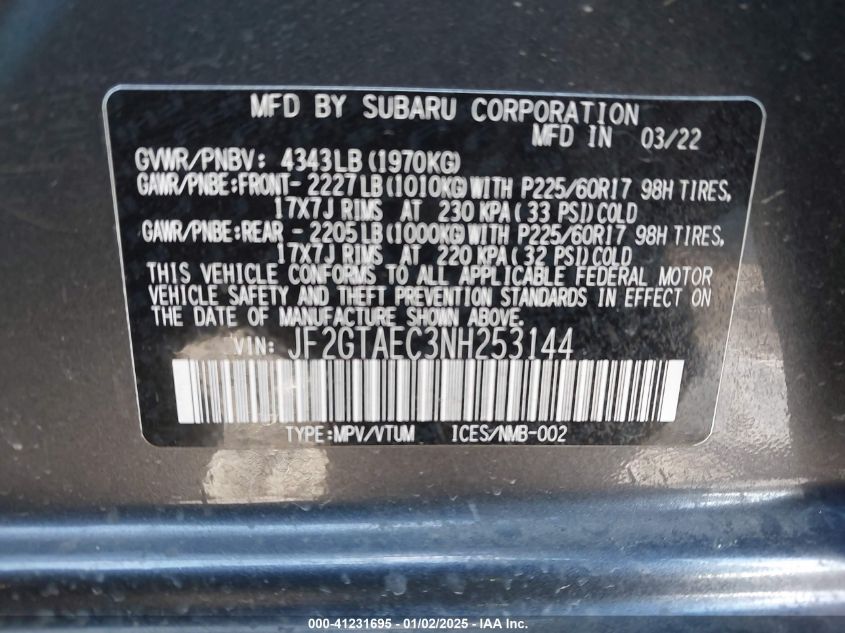 MFD BY SUBARU CORPORATION
MFD IN 03/22
GVWR/PNBV: 4343LB (1970KG)
GAWR/PNBE:FRONT- 2227LB (1010KG) WITH P225/60R17 98H TIRES,
17X7J RIMS AT 230 KPA ( 33 PSI) COLD
GAWR/PNBE:REAR - 2205LB (1000KG) WITH P225/60R17 98H TIRES,
17X7J RIMS AT 220 KPA ( 32 PSI) COLD
THIS VEHICLE CONFORMS TO ALL APPLICABLE FEDERAL MOTOR
VEHICLE SAFETY AND THEFT PREVENTION STANDARDS IN EFFECT ON
THE DATE OF MANUFACTURE SHOWN ABOVE.
VIN: JF2GTAEC3NH253144
TYPE:MPV/VTUM ICES/NMB-002
000-41231695 - 01/02/2025 - IAA Inc.